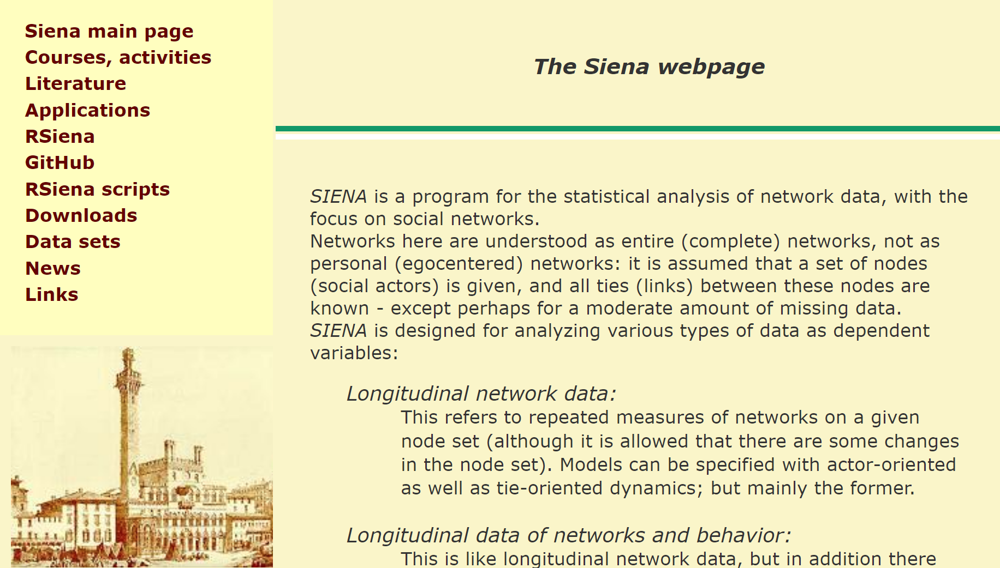 Siena main page
Courses, activities
Literature
Applications
RSiena
GitHub
RSiena scripts
Downloads
Data sets
News
Links
The Siena webpage
SIENA is a program for the statistical analysis of network data, with the
focus on social networks.
Networks here are understood as entire (complete) networks, not as
personal (egocentered) networks: it is assumed that a set of nodes
(social actors) is given, and all ties (links) between these nodes are
known - except perhaps for a moderate amount of missing data.
SIENA is designed for analyzing various types of data as dependent
variables:
Longitudinal network data:
This refers to repeated measures of networks on a given
node set (although it is allowed that there are some changes
in the node set). Models can be specified with actor-oriented
as well as tie-oriented dynamics; but mainly the former.
Longitudinal data of networks and behavior:
This is like longitudinal network data, but in addition there